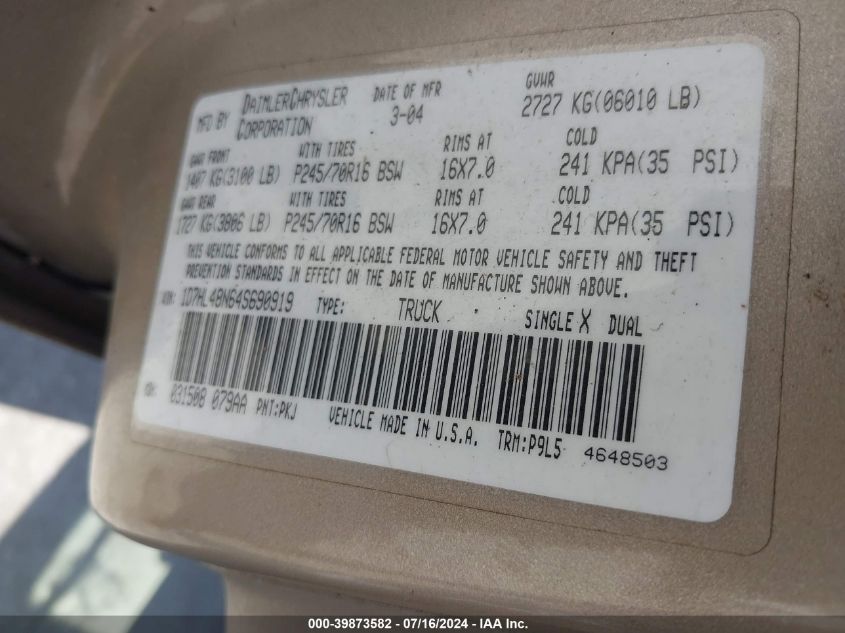 MFD BY DAIMLERCHRYSLER CORPORATION DATE OF MFR 3-04 GVWR 2727 KG(06010 LB)
GAWR FRONT WITH TIRES RIMS AT COLD
1407 KG(3100 LB) P245/70R16 BSW 16X7.0 241 KPA(35 PSI)
GAWR REAR WITH TIRES RIMS AT COLD
1727 KG(3806 LB) P245/70R16 BSW 16X7.0 241 KPA(35 PSI)
THIS VEHICLE CONFORMS TO ALL APPLICABLE FEDERAL MOTOR VEHICLE SAFETY AND THEFT
PREVENTION STANDARDS IN EFFECT ON THE DATE OF MANUFACTURE SHOWN ABOVE.
VIN: 1D7HL48N64S690919 TYPE: TRUCK SINGLE X DUAL
MDH: 031508 079AA PNT:PKJ VEHICLE MADE IN U.S.A. TRM:P9L5 4648503
000-39873582 - 07/16/2024 - IAA Inc.